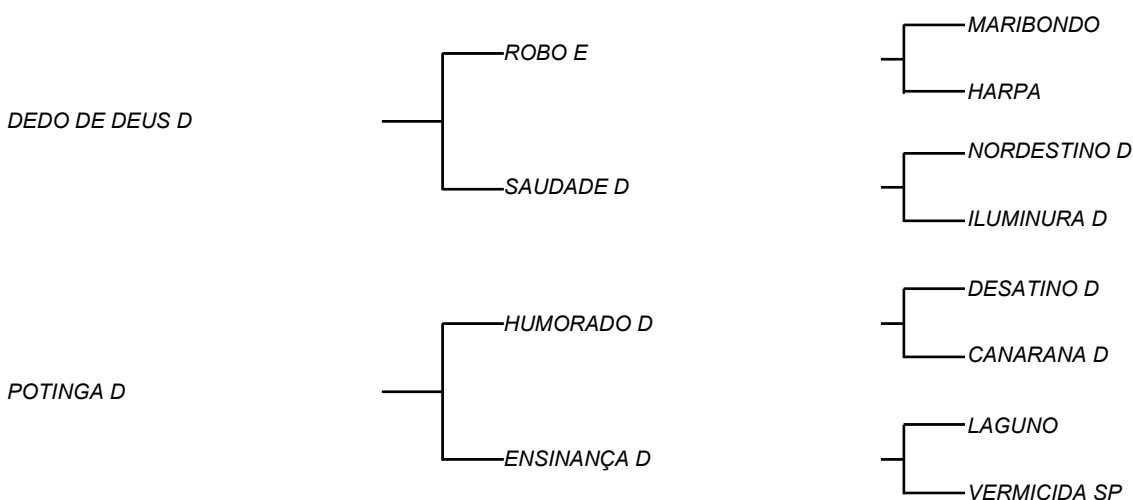 MARIBONDO
ROBO E
HARPA
DEDO DE DEUS D
NORDESTINO D
SAUDADE D
ILUMINURA D
DESATINO D
HUMORADO D
CANARANA D
POTINGA D
LAGUNO
ENSINANÇA D
VERMICIDA SP